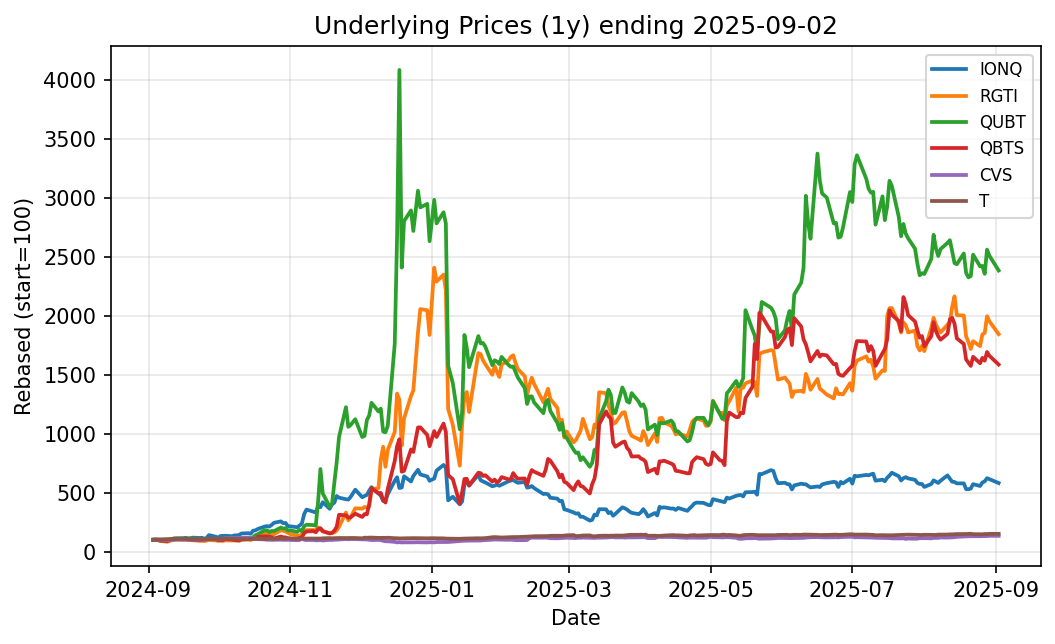 Underlying Prices (1y) ending 2025-09-02
Rebased (start=100)
4000
3500
3000
2500
2000
1500
1000
500
0
IONQ
RGTI
QUBT
QBTS
CVS
T
2024-09
2024-11
2025-01
2025-03
2025-05
2025-07
2025-09
Date